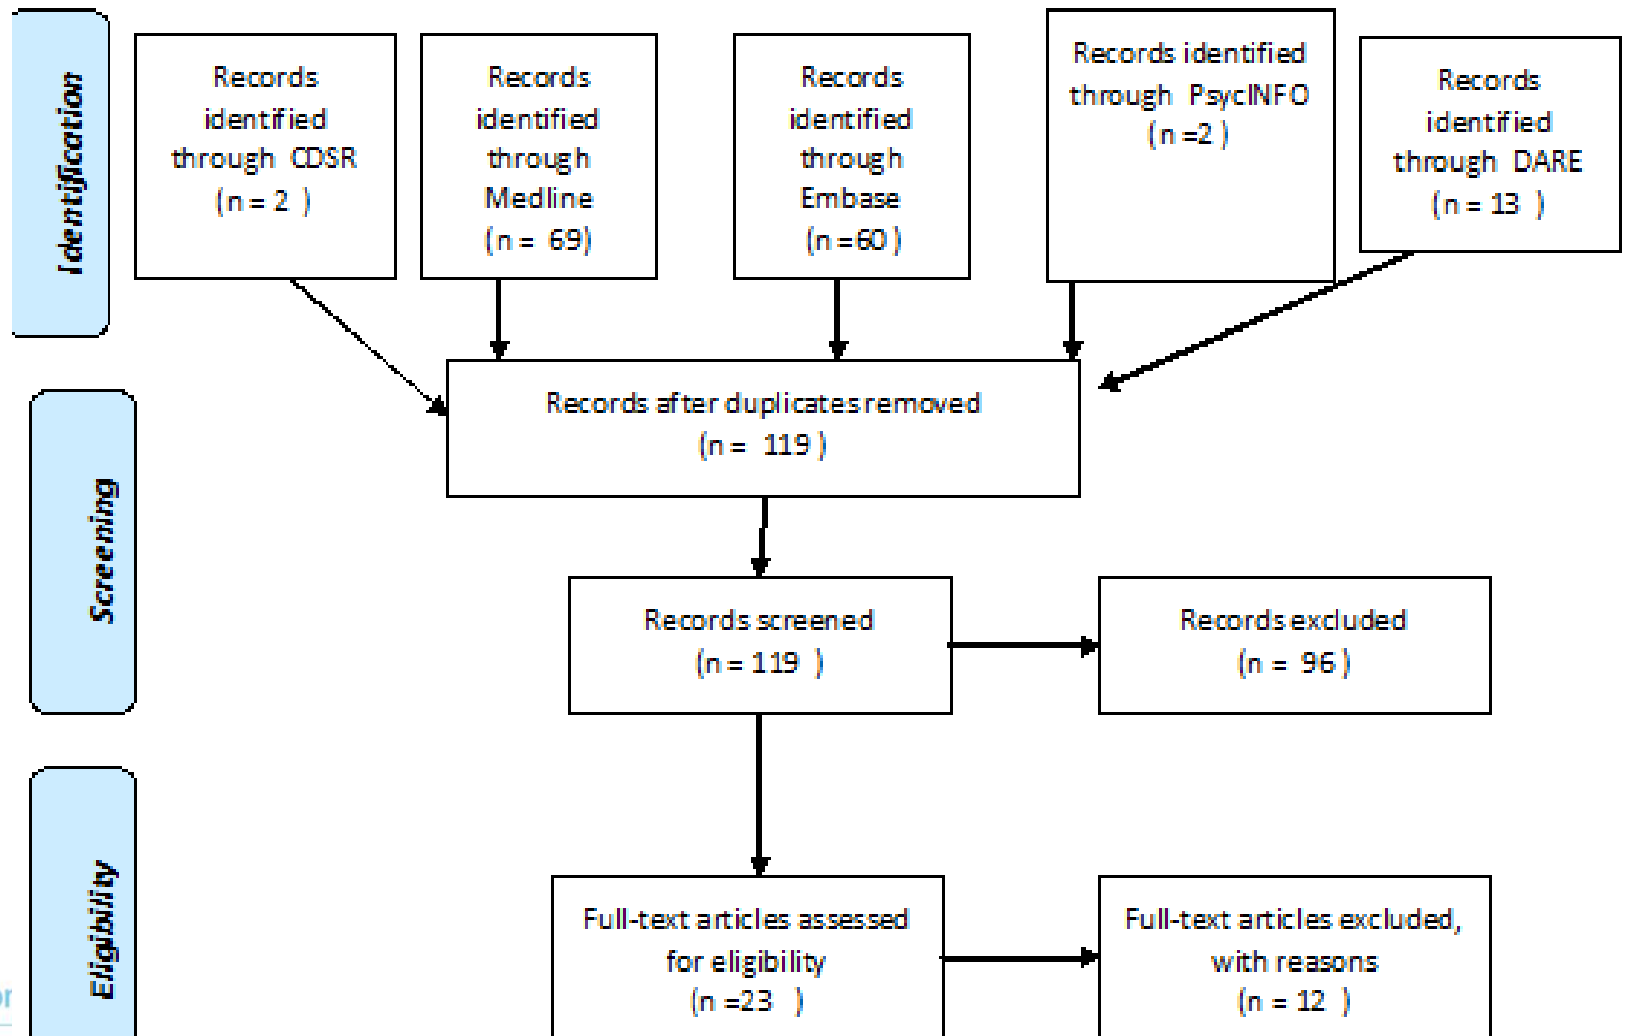 Identification
Records
identified
through CDSR
(n = 2 )
Records
identified
through
Medline
(n = 69)
Records
identified
through
Embase
(n =60 )
Records identified
through PsycINFO
(n =2 )
Records
identified
through DARE
(n = 13 )
Records after duplicates removed
(n = 119 )
Screening
Records screened
(n = 119 )
Records excluded
(n = 96 )
Eligibility
Full-text articles assessed
for eligibility
(n =23 )
Full-text articles excluded,
with reasons
(n = 12 )